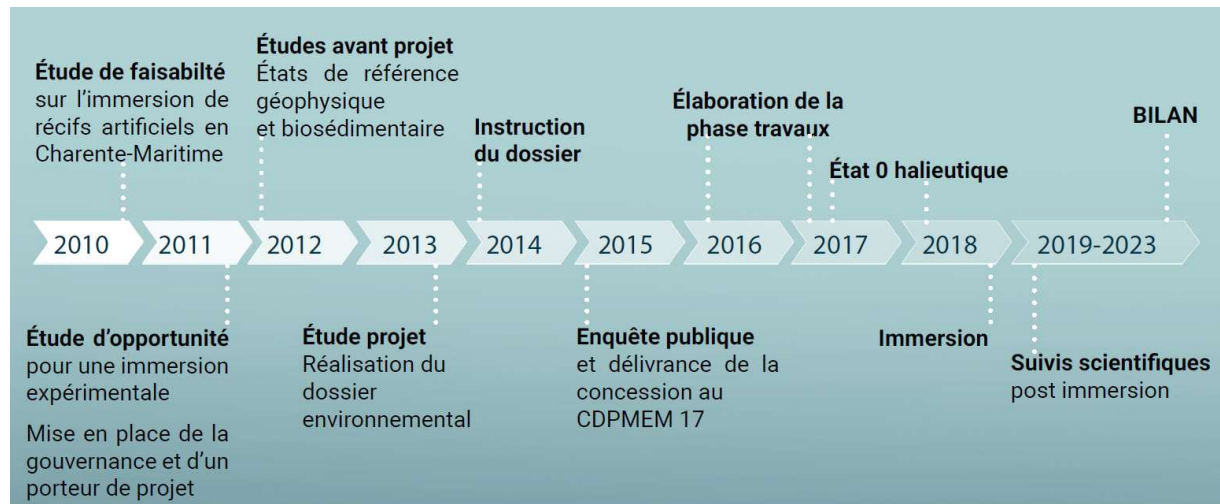 Étude de faisabilté
sur l’immersion de
récifs artificiels en
Charente-Maritime
Études avant projet
États de référence
géophysique
et biosédimentaire
Instruction
du dossier
Élaboration de la
phase travaux
État 0 halieutique
BILAN
2010
2011
2012
2013
2014
2015
2016
2017
2018
2019-2023
Étude d’opportunité
pour une immersion
expérimentale
Mise en place de la
gouvernance et d’un
porteur de projet
Étude projet
Réalisation du
dossier
environnemental
Enquête publique
et délivrance de la
concession au
CDPMEM 17
Immersion
Suivis scientifiques
post immersion